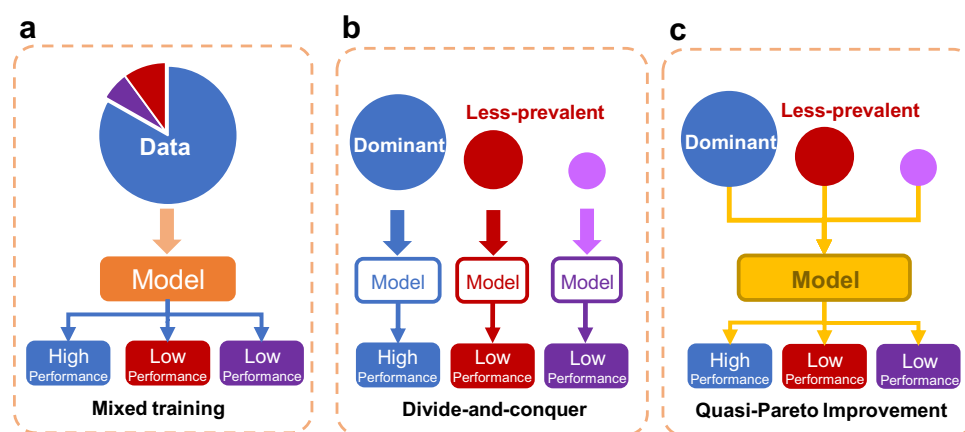 a
Data
Model
High
Performance
Low
Performance
Low
Performance
Mixed training
b
Less-prevalent
Dominant
Model
Model
Model
High
Performance
Low
Performance
Low
Performance
Divide-and-conquer
c
Less-prevalent
Dominant
Model
High
Performance
Low
Performance
Low
Performance
Quasi-Pareto Improvement